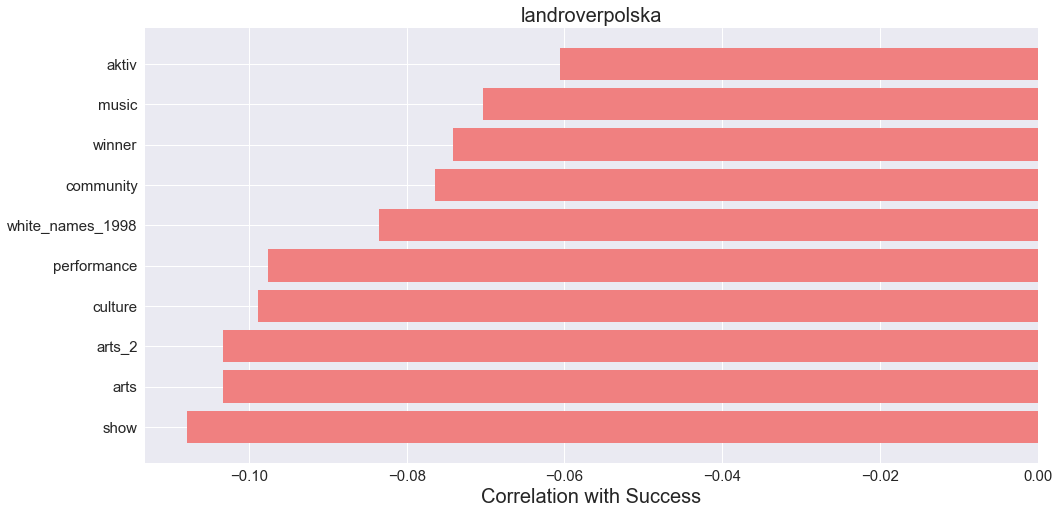 landroverpolska
aktiv
music
winner
community
white_names_1998
performance
culture
arts_2
arts
show
−0.10 −0.08 −0.06 −0.04 −0.02 0.00
Correlation with Success